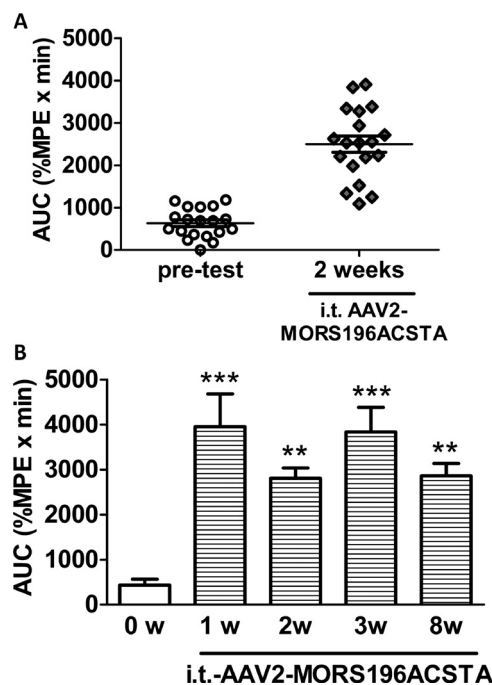 A
AUC (%MPE x min)
5000
4000
3000
2000
1000
0
pre-test 2 weeks
i.t. AAV2-
MORS196ACSTA
B
AUC (%MPE x min)
5000
4000
3000
2000
1000
0
*** ** *** **
0 w 1 w 2w 3w 8w
i.t.-AAV2-MORS196ACSTA